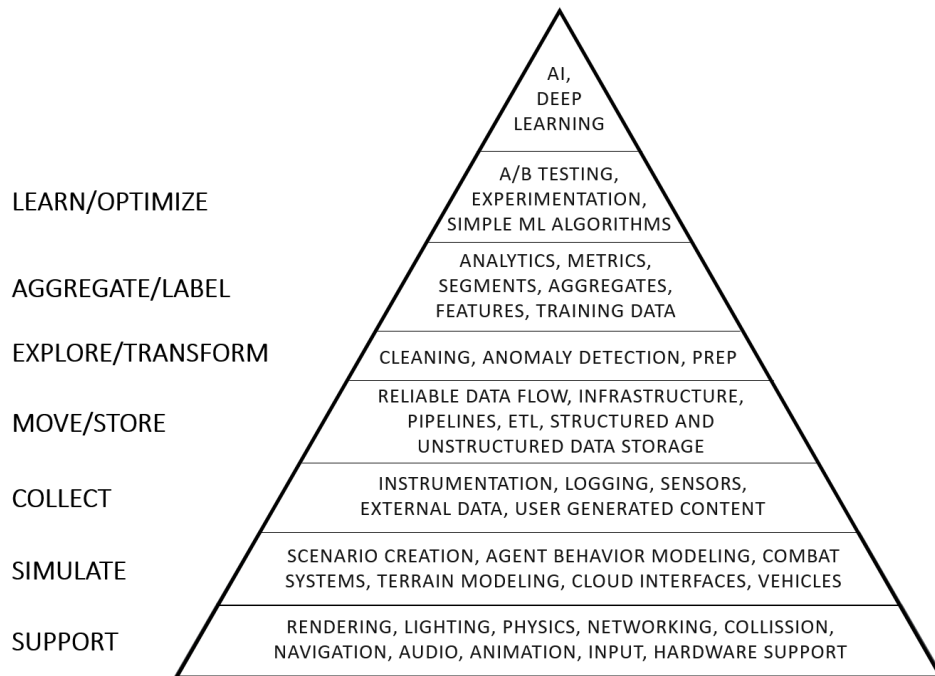 AI,
DEEP
LEARNING
LEARN/OPTIMIZE
A/B TESTING,
EXPERIMENTATION,
SIMPLE ML ALGORITHMS
AGGREGATE/LABEL
ANALYTICS, METRICS,
SEGMENTS, AGGREGATES,
FEATURES, TRAINING DATA
EXPLORE/TRANSFORM
CLEANING, ANOMALY DETECTION, PREP
MOVE/STORE
RELIABLE DATA FLOW, INFRASTRUCTURE,
PIPELINES, ETL, STRUCTURED AND
UNSTRUCTURED DATA STORAGE
COLLECT
INSTRUMENTATION, LOGGING, SENSORS,
EXTERNAL DATA, USER GENERATED CONTENT
SIMULATE
SCENARIO CREATION, AGENT BEHAVIOR MODELING, COMBAT
SYSTEMS, TERRAIN MODELING, CLOUD INTERFACES, VEHICLES
SUPPORT
RENDERING, LIGHTING, PHYSICS, NETWORKING, COLLISSION,
NAVIGATION, AUDIO, ANIMATION, INPUT, HARDWARE SUPPORT